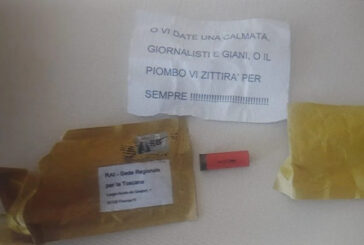 O VI DATE UNA CALMATA,
GIORNALISTI E GIANI, O IL
PIOMBO VI ZITTIRA' PER
SEMPRE !!!!!!!!!!!!!!!!!!!!!!!!!!!!
RAI - Sede Regionale
per la Toscana